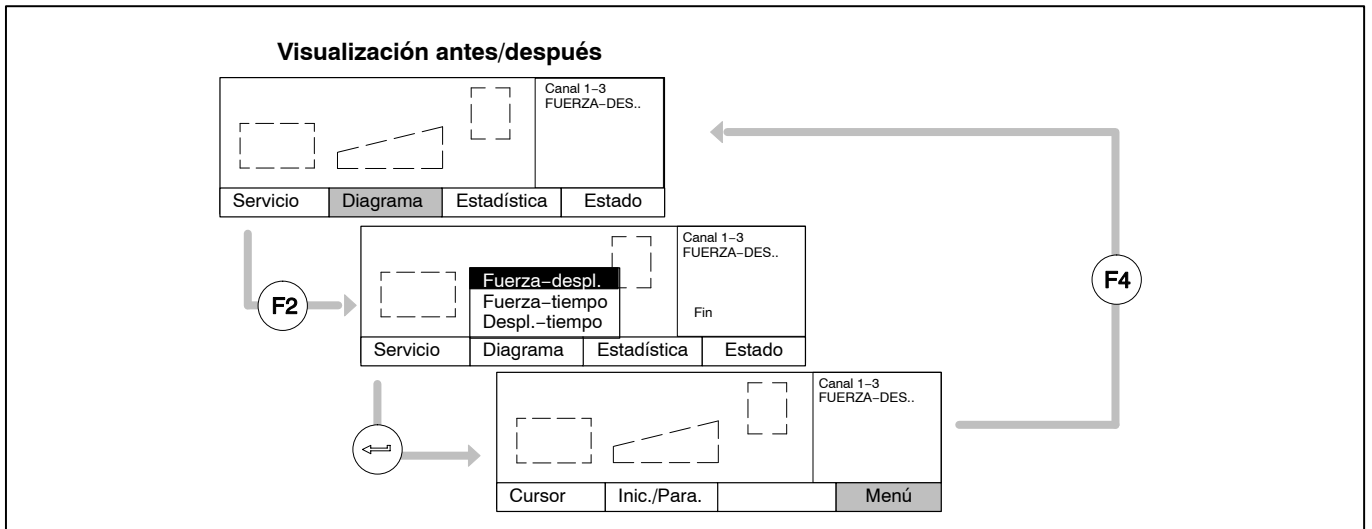 Visualización antes/después
Canal 1–3
FUERZA–DES..
Servicio Diagrama Estadística Estado
F2
Canal 1–3
FUERZA–DES..
Fuerza–despl.
Fuerza–tiempo
Despl.–tiempo
Fin
Servicio Diagrama Estadística Estado
F4
Canal 1–3
FUERZA–DES..
Cursor Inic./Para. Menú